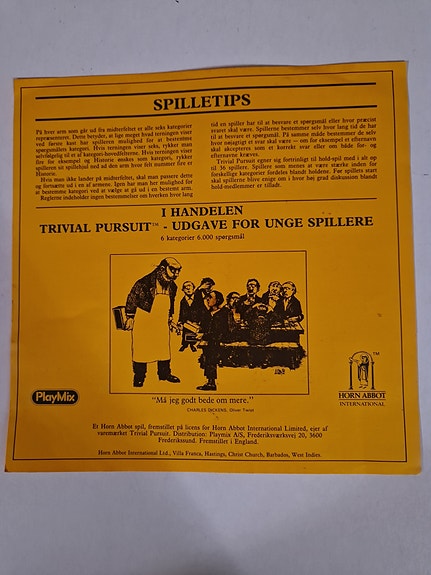 SPILLETIPS
På hver arm som går ud fra midterfeltet er alle seks kategorier
repræsenteret. Dette betyder, at lige meget hvad terningen viser
ved første kast har spilleren mulighed for at bestemme
spørgsmålets kategori. Hvis terningen viser seks, rykker man
selvfølgelig til et af kategori-hovedfelterne. Hvis terningen viser
fire for eksempel og Historie ønskes som kategori, rykker
spilleren sit spillehjul ned ad den arm hvor felt nummer fire er
Historie.
Hvis man ikke lander på midterfeltet, skal man passere dette
og fortsætte ud i en af armene. Igen har man her mulighed for
at bestemme kategori ved at vælge at gå ud i en bestemt arm.
Reglerne indeholder ingen bestemmelser om hverken hvor lang
tid en spiller har til at besvare et spørgsmål eller hvor præcist
svaret skal være. Spillerne bestemmer selv hvor lang tid de har
til at besvare et spørgsmål. På samme måde bestemmer de selv
hvor nøjagtigt et svar skal være — om for eksempel et efternavn
skal accepteres som et korrekt svar eller om både for- og
efternavne kræves.
Trivial Pursuit egner sig fortrinligt til hold-spil med i alt op
til 36 spillere. Spillere som menes at være stærke inden for
forskellige kategorier fordeles blandt holdene. Før spillets start
skal spillerne blive enige om i hvor høj grad diskussion blandt
hold-medlemmer er tilladt.
I HANDELEN
TRIVIAL PURSUIT™ - UDGAVE FOR UNGE SPILLERE
6 kategorier 6.000 spørgsmål
"Må jeg godt bede om mere."
CHARLES DICKENS, Oliver Twist
PlayMix
TM
HORN ABBOT
INTERNATIONAL
Et Horn Abbot spil, fremstillet på licens for Horn Abbot International Limited, ejer af
varemærket Trivial Pursuit. Distribution: Playmix A/S, Frederiksværkvej 20, 3600
Frederikssund. Fremstillet i England.
Horn Abbot International Ltd., Villa Franca, Hastings, Christ Church, Barbados, West Indies.